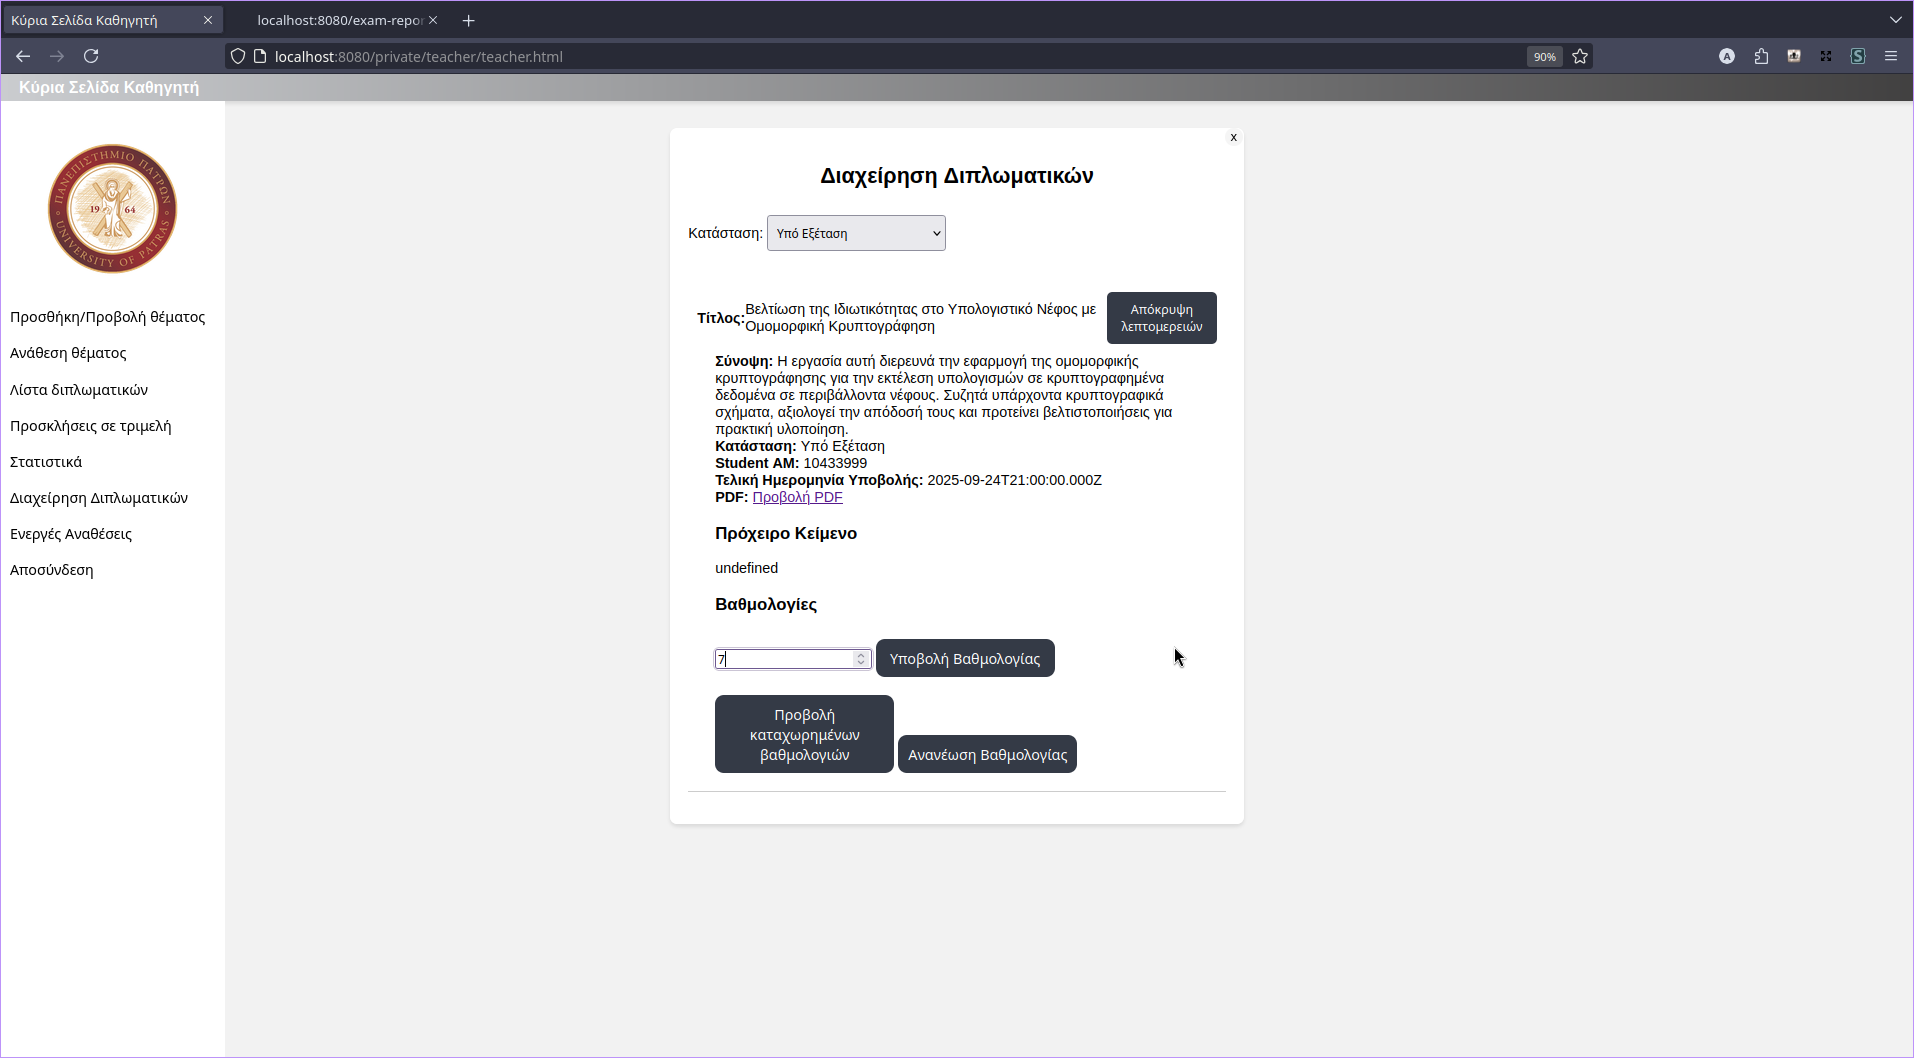 Κύρια Σελίδα Καθηγητή
localhost:8080/exam-repor
localhost:8080/private/teacher/teacher.html
90%
A
S
Κύρια Σελίδα Καθηγητή
ΠΑΝΕΠΙΣΤΗΜΙΟ ΠΑΤΡΩΝ
19 64
UNIVERSITY OF PATRAS
Προσθήκη/Προβολή θέματος
Ανάθεση θέματος
Λίστα διπλωματικών
Προσκλήσεις σε τριμελή
Στατιστικά
Διαχείρηση Διπλωματικών
Ενεργές Αναθέσεις
Αποσύνδεση
x
Διαχείρηση Διπλωματικών
Κατάσταση: Υπό Εξέταση
Τίτλος: Βελτίωση της Ιδιωτικότητας στο Υπολογιστικό Νέφος με
Ομομορφική Κρυπτογράφηση
Απόκρυψη
λεπτομερειών
Σύνοψη: Η εργασία αυτή διερευνά την εφαρμογή της ομομορφικής
κρυπτογράφησης για την εκτέλεση υπολογισμών σε κρυπτογραφημένα
δεδομένα σε περιβάλλοντα νέφους. Συζητά υπάρχοντα κρυπτογραφικά
σχήματα, αξιολογεί την απόδοσή τους και προτείνει βελτιστοποιήσεις για
πρακτική υλοποίηση.
Κατάσταση: Υπό Εξέταση
Student AM: 10433999
Τελική Ημερομηνία Υποβολής: 2025-09-24T21:00:00.000Z
PDF: Προβολή PDF
Πρόχειρο Κείμενο
undefined
Βαθμολογίες
7
Υποβολή Βαθμολογίας
Προβολή
καταχωρημένων
βαθμολογιών
Ανανέωση Βαθμολογίας